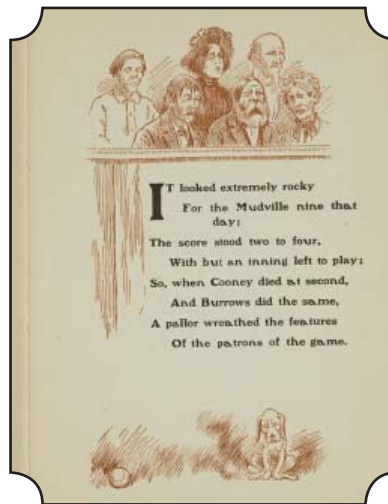 IT looked extremely rocky
For the Mudville nine that
day;
The score stood two to four,
With but an inning left to play;
So, when Cooney died at second,
And Burrows did the same,
A pallor wreathed the features
Of the patrons of the game.